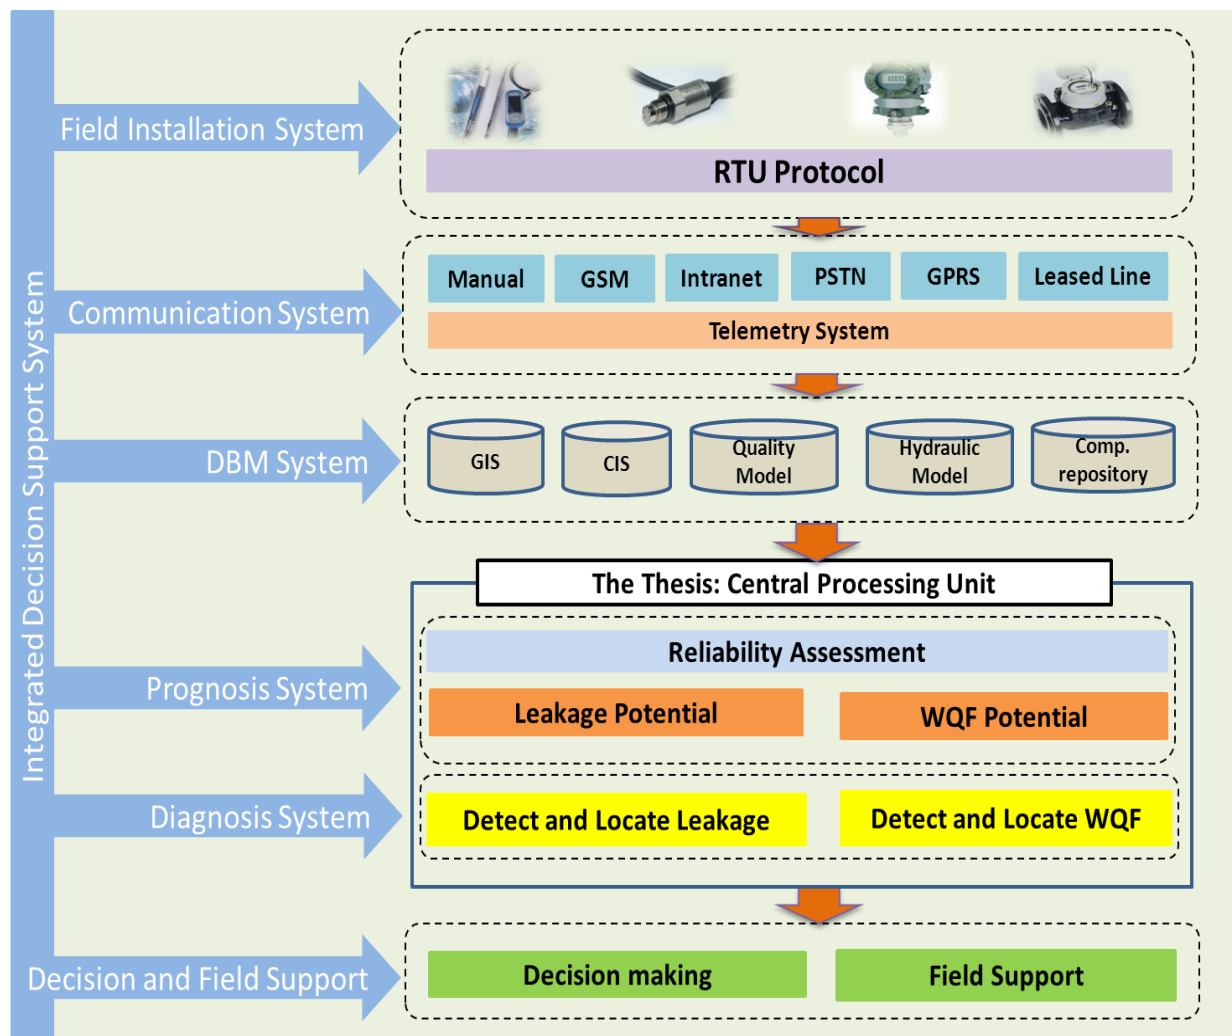 Integrated Decision Support System
Field Installation System
RTU Protocol
Communication System
Manual
GSM
Intranet
PSTN
GPRS
Leased Line
Telemetry System
DBM System
GIS
CIS
Quality
Model
Hydraulic
Model
Comp.
repository
The Thesis: Central Processing Unit
Prognosis System
Reliability Assessment
Leakage Potential
WQF Potential
Diagnosis System
Detect and Locate Leakage
Detect and Locate WQF
Decision and Field Support
Decision making
Field Support